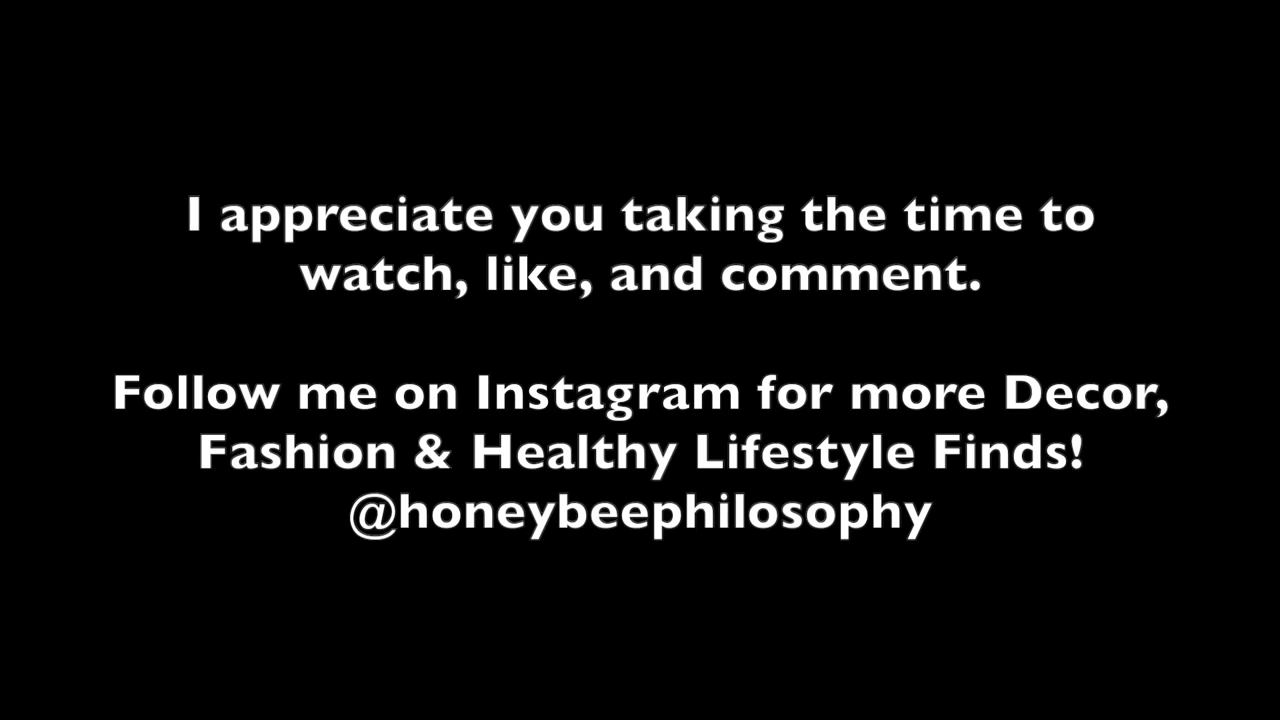 I appreciate you taking the time to
watch, like, and comment.
Follow me on Instagram for more Decor,
Fashion & Healthy Lifestyle Finds!
@honeybeephilosophy